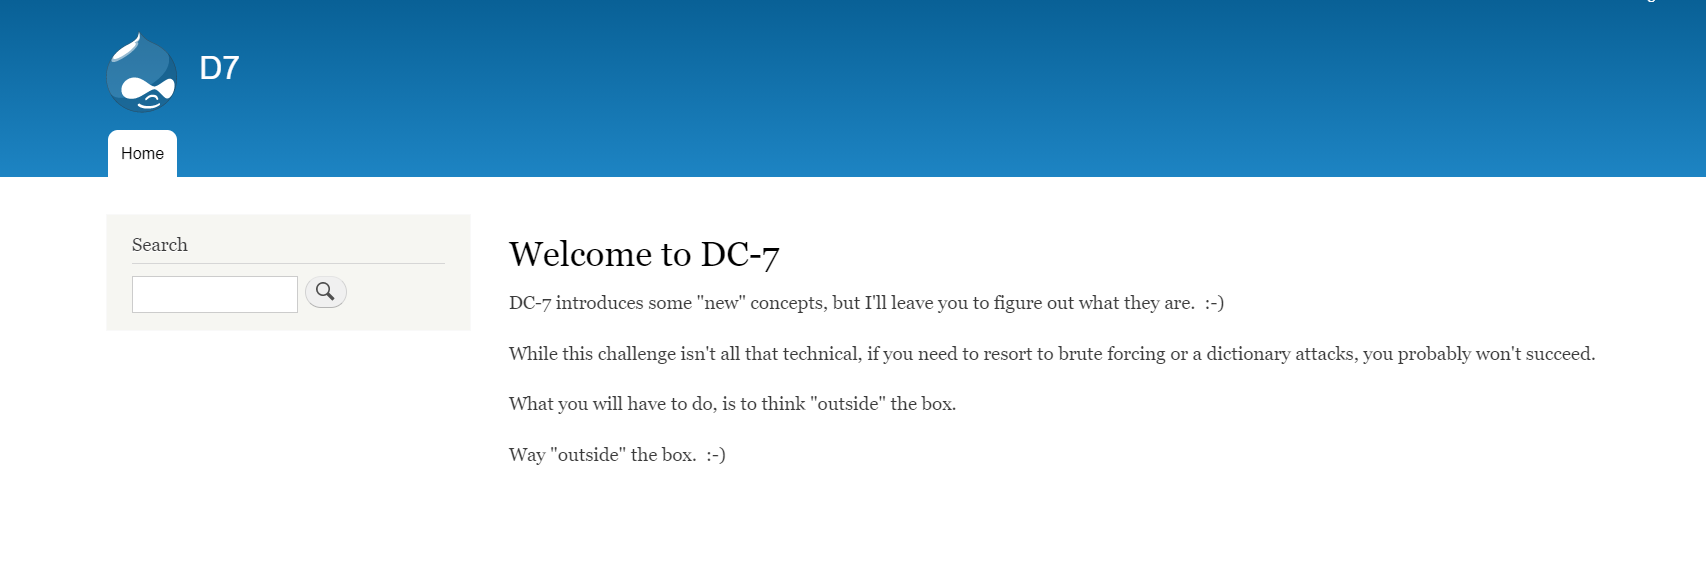 D7
Home
Search
Welcome to DC-7
DC-7 introduces some "new" concepts, but I'll leave you to figure out what they are.  :-)
While this challenge isn't all that technical, if you need to resort to brute forcing or a dictionary attacks, you probably won't succeed.
What you will have to do, is to think "outside" the box.
Way "outside" the box.  :-)